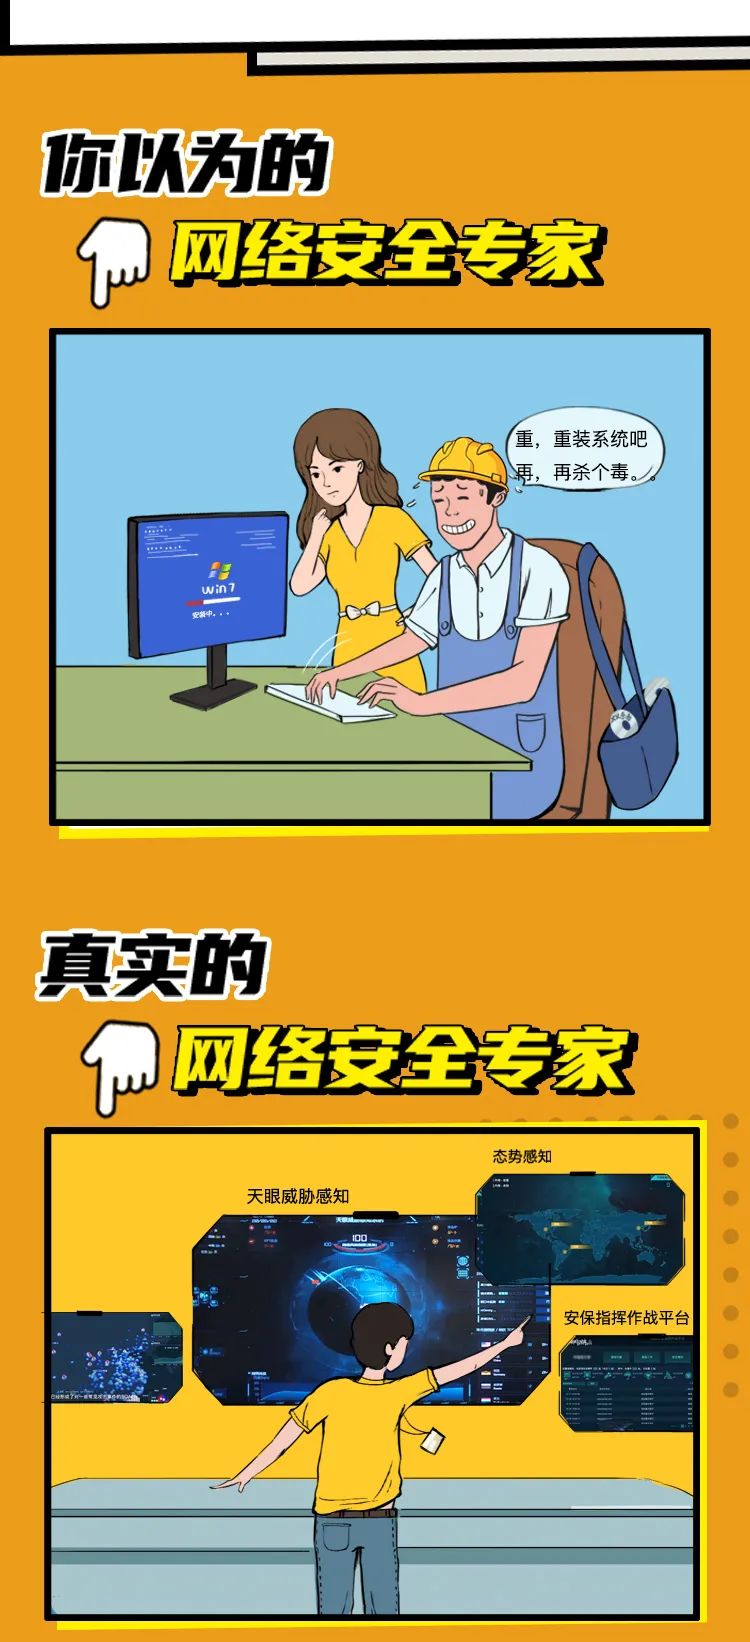 你以为的
网络安全专家
重，重装系统吧
再，再杀个毒。。
win7
安装中...
真实的
网络安全专家
态势感知
天眼威胁感知
100
安保指挥作战平台